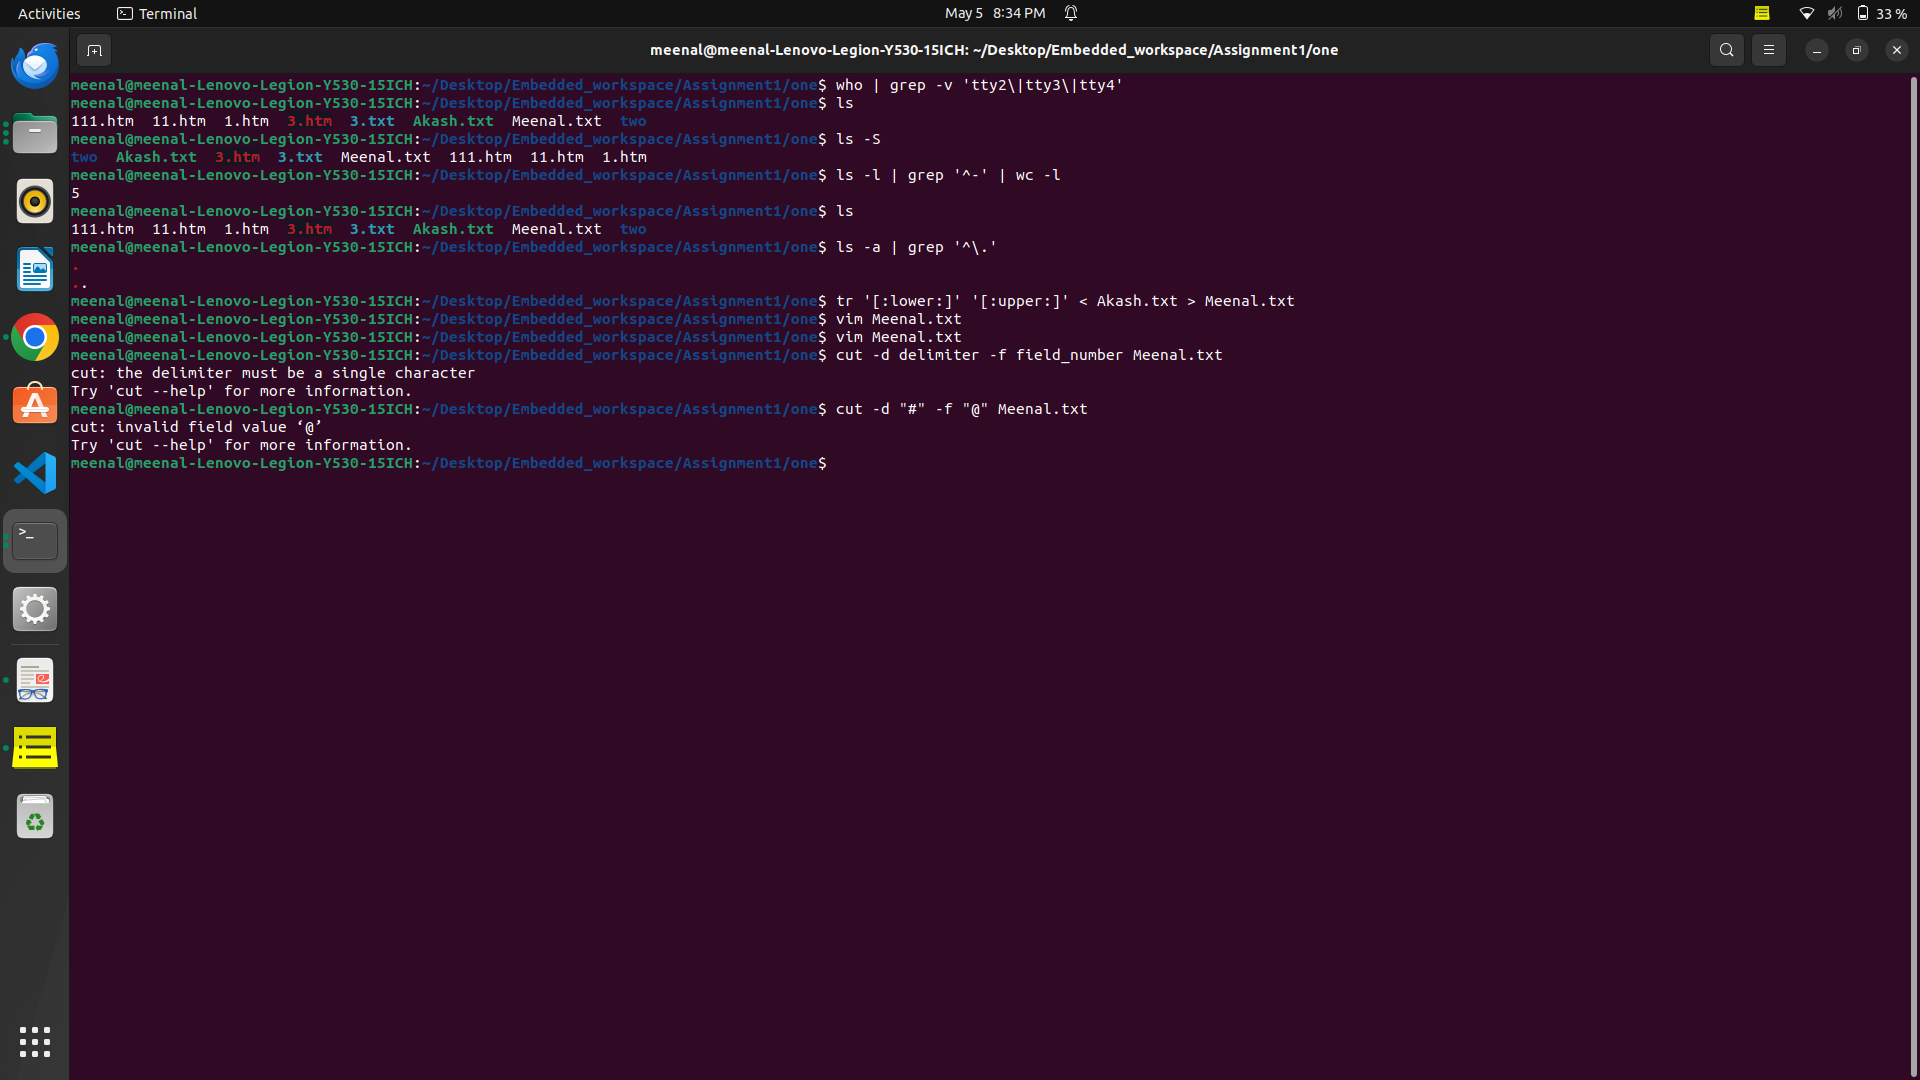 Activities Terminal May 5 8:34 PM 33 %
meenal@meenal-Lenovo-Legion-Y530-15ICH: ~/Desktop/Embedded_workspace/Assignment1/one
meenal@meenal-Lenovo-Legion-Y530-15ICH:~/Desktop/Embedded_workspace/Assignment1/one$ who | grep -v 'tty2\|tty3\|tty4'
meenal@meenal-Lenovo-Legion-Y530-15ICH:~/Desktop/Embedded_workspace/Assignment1/one$ ls
111.htm 11.htm 1.htm 3.htm 3.txt Akash.txt Meenal.txt two
meenal@meenal-Lenovo-Legion-Y530-15ICH:~/Desktop/Embedded_workspace/Assignment1/one$ ls -S
two Akash.txt 3.htm 3.txt Meenal.txt 111.htm 11.htm 1.htm
meenal@meenal-Lenovo-Legion-Y530-15ICH:~/Desktop/Embedded_workspace/Assignment1/one$ ls -l | grep '^-' | wc -l
5
meenal@meenal-Lenovo-Legion-Y530-15ICH:~/Desktop/Embedded_workspace/Assignment1/one$ ls
111.htm 11.htm 1.htm 3.htm 3.txt Akash.txt Meenal.txt two
meenal@meenal-Lenovo-Legion-Y530-15ICH:~/Desktop/Embedded_workspace/Assignment1/one$ ls -a | grep '^\.'
.
..
meenal@meenal-Lenovo-Legion-Y530-15ICH:~/Desktop/Embedded_workspace/Assignment1/one$ tr '[:lower:]' '[:upper:]' < Akash.txt > Meenal.txt
meenal@meenal-Lenovo-Legion-Y530-15ICH:~/Desktop/Embedded_workspace/Assignment1/one$ vim Meenal.txt
meenal@meenal-Lenovo-Legion-Y530-15ICH:~/Desktop/Embedded_workspace/Assignment1/one$ vim Meenal.txt
meenal@meenal-Lenovo-Legion-Y530-15ICH:~/Desktop/Embedded_workspace/Assignment1/one$ cut -d delimiter -f field_number Meenal.txt
cut: the delimiter must be a single character
Try 'cut --help' for more information.
meenal@meenal-Lenovo-Legion-Y530-15ICH:~/Desktop/Embedded_workspace/Assignment1/one$ cut -d "#" -f "@" Meenal.txt
cut: invalid field value ‘@’
Try 'cut --help' for more information.
meenal@meenal-Lenovo-Legion-Y530-15ICH:~/Desktop/Embedded_workspace/Assignment1/one$